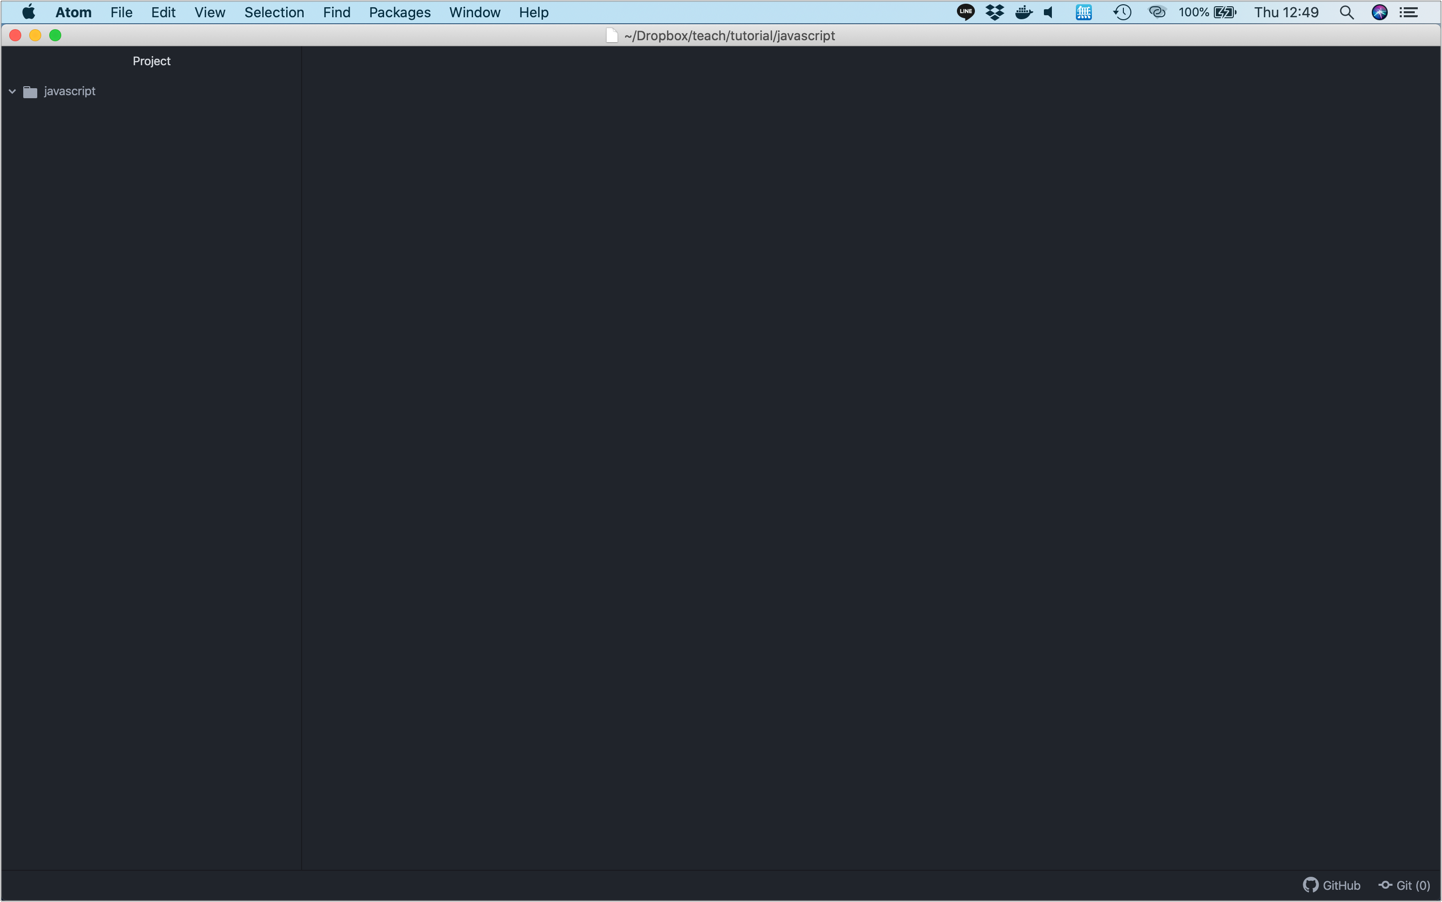 Atom File Edit View Selection Find Packages Window Help LINE 無 100% Thu 12:49
~/Dropbox/teach/tutorial/javascript
Project
javascript
GitHub Git (0)